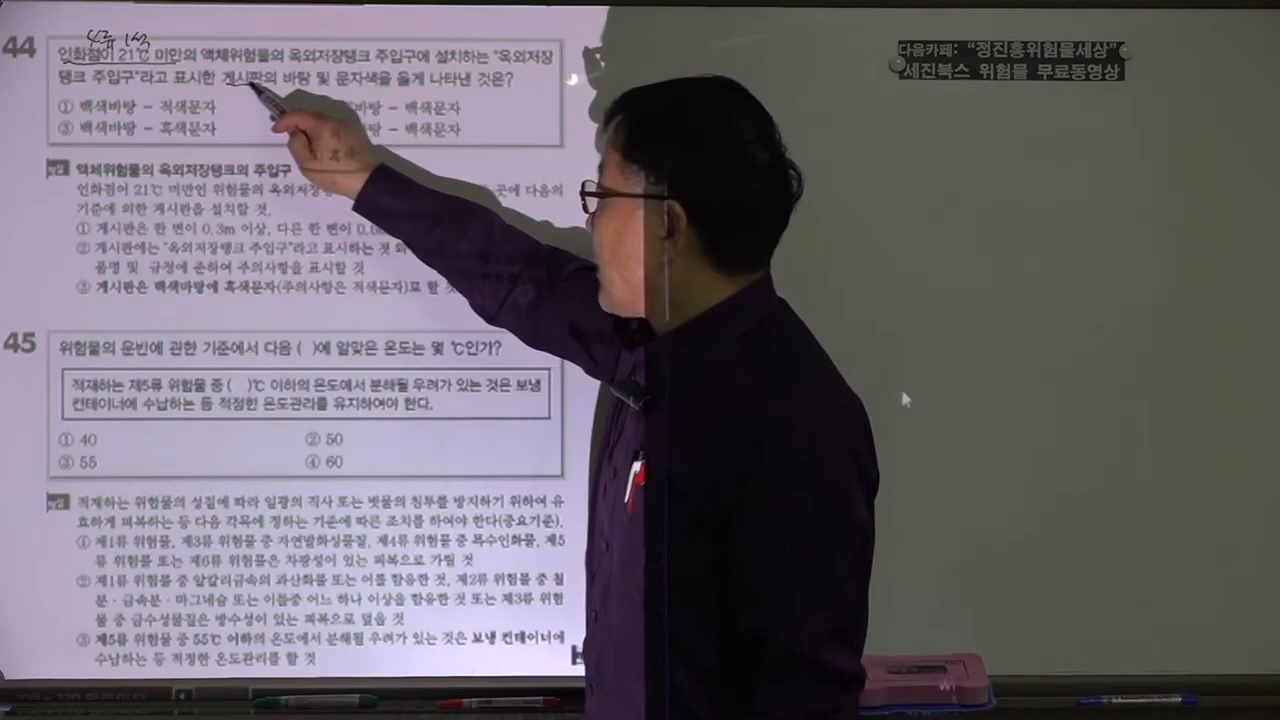 4류 1석
44 인화점이 21℃ 미만의 액체위험물의 옥외저장탱크 주입구에 설치하는 "옥외저장
탱크 주입구"라고 표시한 게시판의 바탕 및 문자색을 옳게 나타낸 것은?
① 백색바탕 - 적색문자 바탕 - 백색문자
③ 백색바탕 - 흑색문자 바탕 - 백색문자
해설 액체위험물의 옥외저장탱크의 주입구
인화점이 21℃ 미만인 위험물의 옥외저장 곳에 다음의
기준에 의한 게시판을 설치할 것.
① 게시판은 한 변이 0.3m 이상, 다른 한 변이 0.
② 게시판에는 "옥외저장탱크 주입구"라고 표시하는 것
품명 및 규정에 준하여 주의사항을 표시할 것
③ 게시판은 백색바탕에 흑색문자(주의사항은 적색문자)로 할
45 위험물의 운반에 관한 기준에서 다음 ( )에 알맞은 온도는 몇 ℃인가?
적재하는 제5류 위험물 중 ( )℃ 이하의 온도에서 분해될 우려가 있는 것은 보냉
컨테이너에 수납하는 등 적정한 온도관리를 유지하여야 한다.
① 40 ② 50
③ 55 ④ 60
해설 적재하는 위험물의 성질에 따라 일광의 직사 또는 빗물의 침투를 방지하기 위하여 유
효하게 피복하는 등 다음 각목에 정하는 기준에 따른 조치를 하여야 한다(중요기준).
① 제1류 위험물, 제3류 위험물 중 자연발화성물질, 제4류 위험물 중 특수인화물, 제5
류 위험물 또는 제6류 위험물은 차광성이 있는 피복으로 가릴 것
② 제1류 위험물 중 알칼리금속의 과산화물 또는 이를 함유한 것, 제2류 위험물 중 철
분·금속분·마그네슘 또는 이들중 어느 하나 이상을 함유한 것 또는 제3류 위험
물 중 금수성물질은 방수성이 있는 피복으로 덮을 것
③ 제5류 위험물 중 55℃ 이하의 온도에서 분해될 우려가 있는 것은 보냉 컨테이너에
수납하는 등 적정한 온도관리를 할 것
다음카페: "정진홍위험물세상"
세진북스 위험물 무료동영상